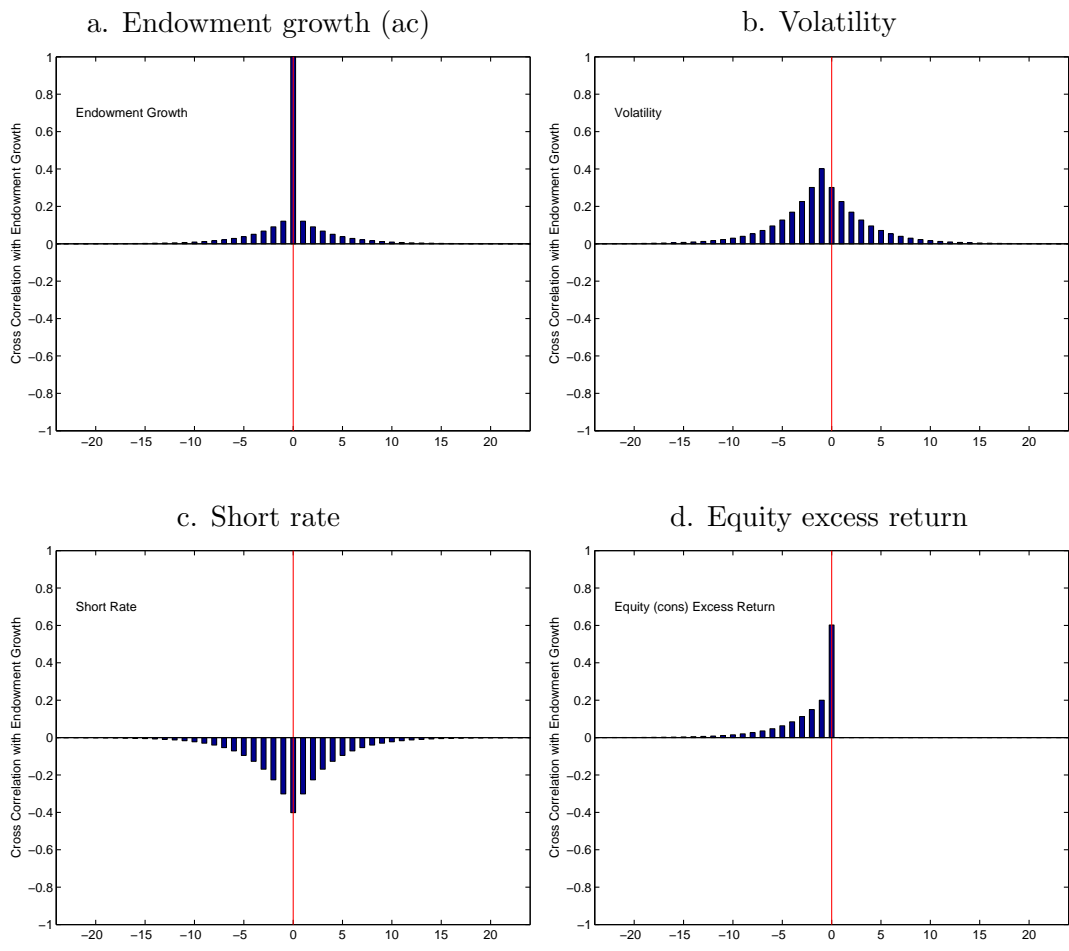 a. Endowment growth (ac)
1
0.8
0.6
0.4
0.2
0
−0.2
−0.4
−0.6
−0.8
−1
Cross Correlation with Endowment Growth
Endowment Growth
−20 −15 −10 −5 0 5 10 15 20
b. Volatility
1
0.8
0.6
0.4
0.2
0
−0.2
−0.4
−0.6
−0.8
−1
Cross Correlation with Endowment Growth
Volatility
−20 −15 −10 −5 0 5 10 15 20
c. Short rate
1
0.8
0.6
0.4
0.2
0
−0.2
−0.4
−0.6
−0.8
−1
Cross Correlation with Endowment Growth
Short Rate
−20 −15 −10 −5 0 5 10 15 20
d. Equity excess return
1
0.8
0.6
0.4
0.2
0
−0.2
−0.4
−0.6
−0.8
−1
Cross Correlation with Endowment Growth
Equity (cons) Excess Return
−20 −15 −10 −5 0 5 10 15 20